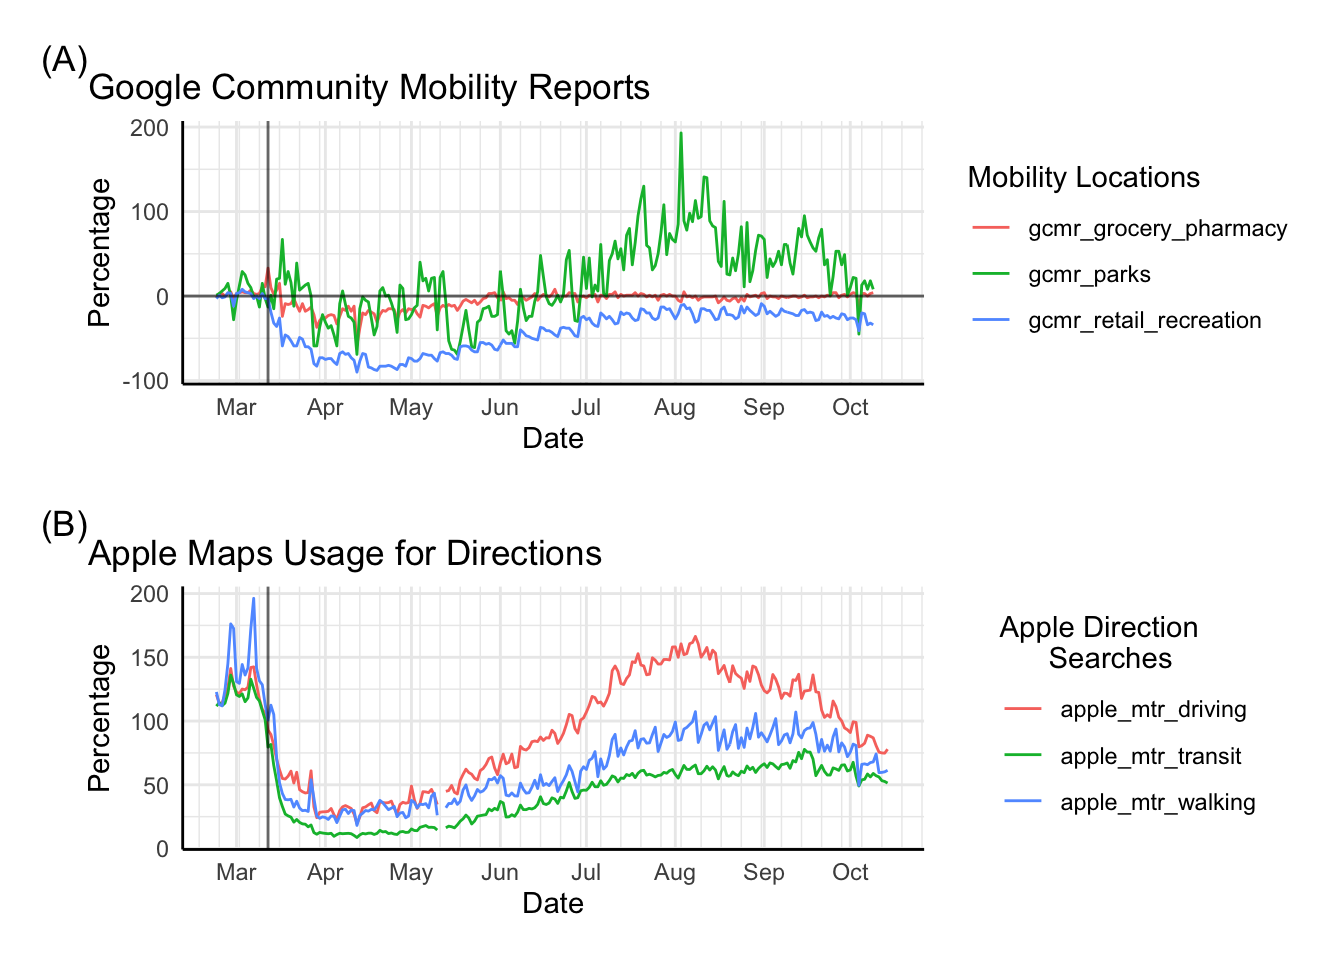 (A)
Google Community Mobility Reports
Percentage
200
100
0
-100
Mar Apr May Jun Jul Aug Sep Oct
Date
Mobility Locations
gcmr_grocery_pharmacy
gcmr_parks
gcmr_retail_recreation
(B)
Apple Maps Usage for Directions
Percentage
200
150
100
50
0
Mar Apr May Jun Jul Aug Sep Oct
Date
Apple Direction
Searches
apple_mtr_driving
apple_mtr_transit
apple_mtr_walking